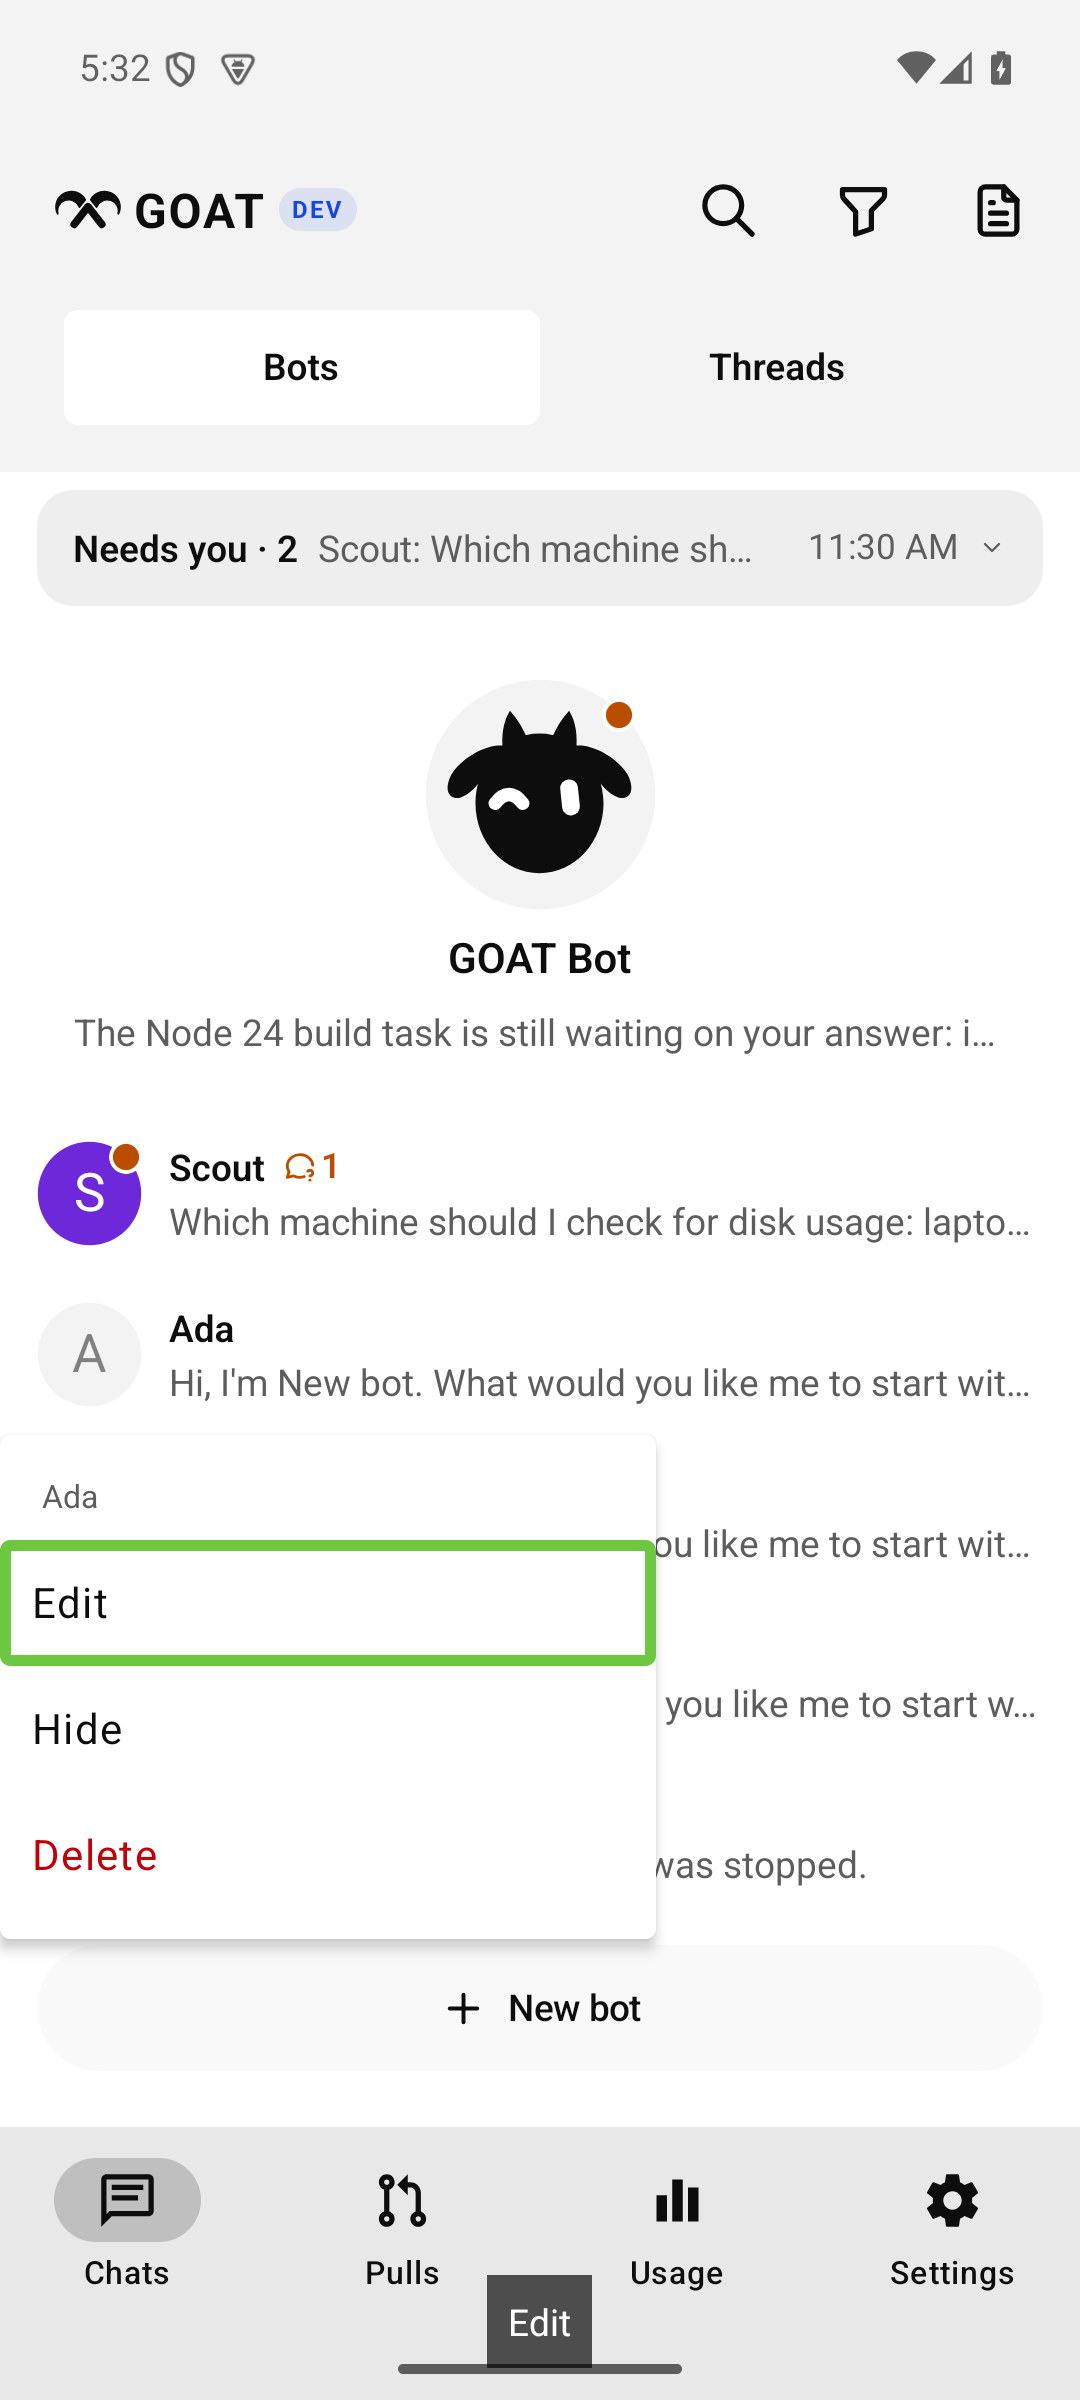 5:32
GOAT DEV
Bots
Threads
Needs you · 2 Scout: Which machine sh... 11:30 AM
GOAT Bot
The Node 24 build task is still waiting on your answer: i...
S
Scout 1
Which machine should I check for disk usage: lapto...
A
Ada
Hi, I'm New bot. What would you like me to start wit...
Ada
ou like me to start wit...
Edit
you like me to start w...
Hide
Delete
was stopped.
New bot
Chats
Pulls
Usage
Settings
Edit